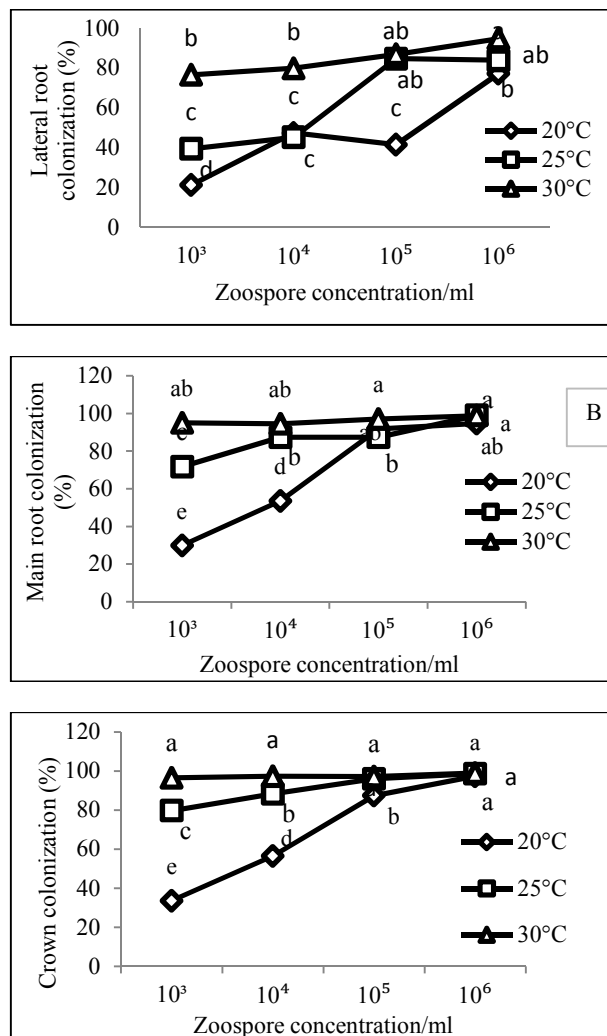 100
b
b
ab
a
80
ab
ab
b
60
c
c
c
40
d
c
20
0
Lateral root
colonization (%)
20°C
25°C
30°C
10³
10⁴
10⁵
10⁶
Zoospore concentration/ml
120
ab
ab
a
a
100
c
ab
a
80
d
b
b
ab
60
e
40
20
0
Main root colonization
(%)
B
20°C
25°C
30°C
10³
10⁴
10⁵
10⁶
Zoospore concentration/ml
120
a
a
a
a
100
a
80
c
b
b
a
60
e
d
40
20
0
Crown colonization (%)
20°C
25°C
30°C
10³
10⁴
10⁵
10⁶
Zoospore concentration/ml